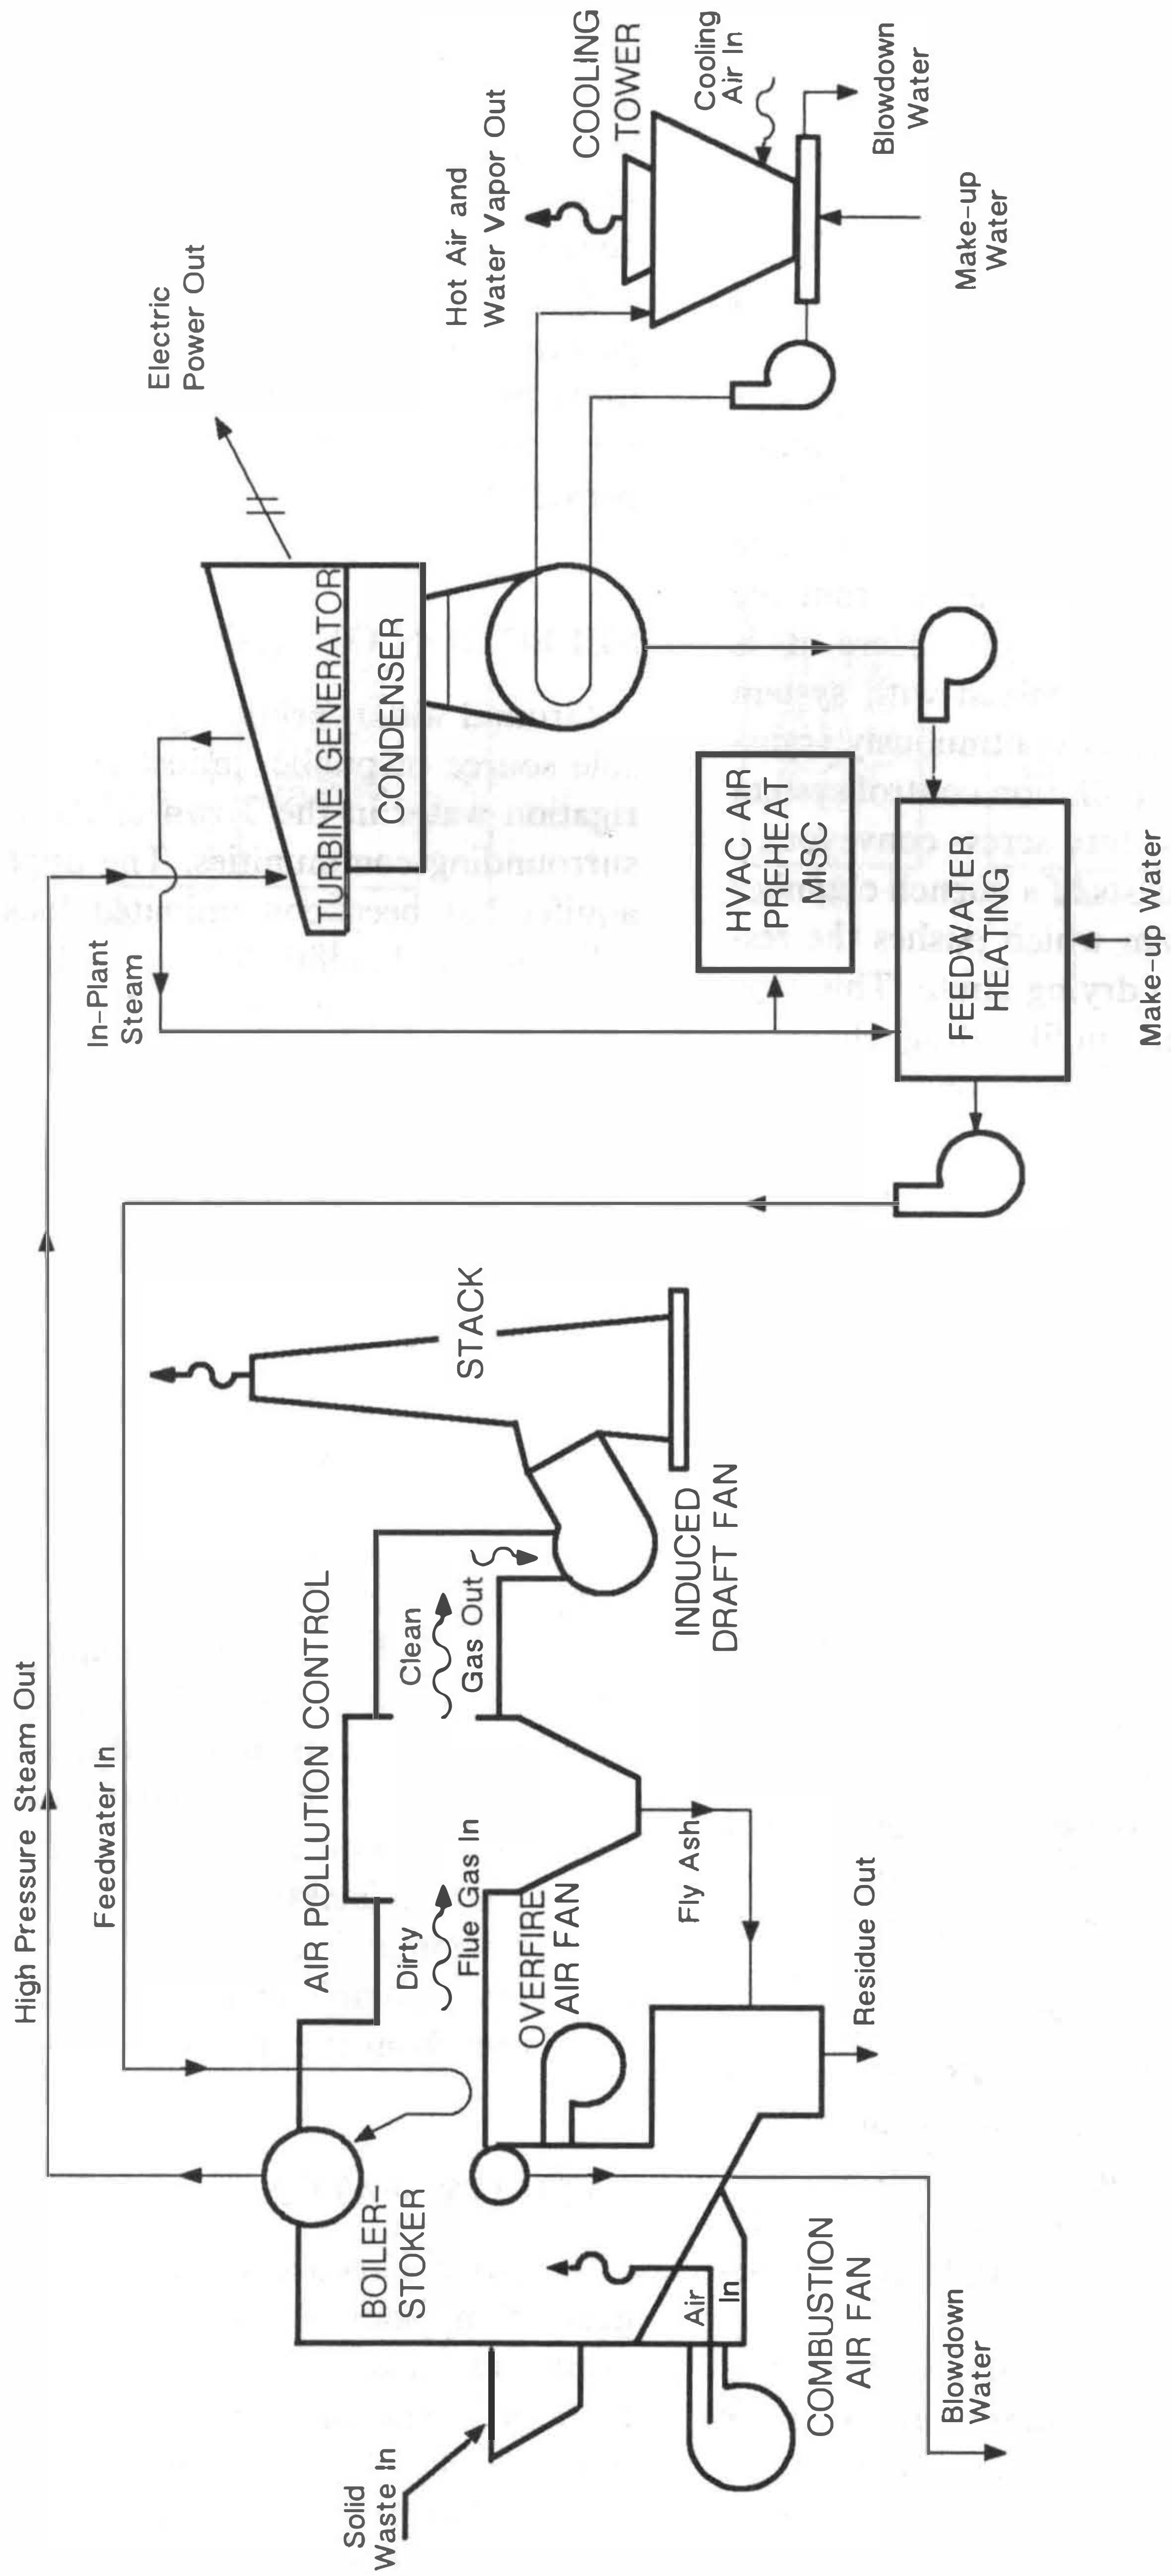 High Pressure Steam Out
Feedwater In
Solid
Waste In
BOILER-
STOKER
AIR POLLUTION CONTROL
Dirty
Flue Gas In
Clean
Gas Out
OVERFIRE
AIR FAN
Fly Ash
Residue Out
Air
In
COMBUSTION
AIR FAN
Blowdown
Water
INDUCED
DRAFT FAN
STACK
In-Plant
Steam
TURBINE GENERATOR
CONDENSER
Electric
Power Out
HVAC AIR
PREHEAT
MISC
FEEDWATER
HEATING
Make-up Water
Hot Air and
Water Vapor Out
COOLING
TOWER
Cooling
Air In
Blowdown
Water
Make-up
Water